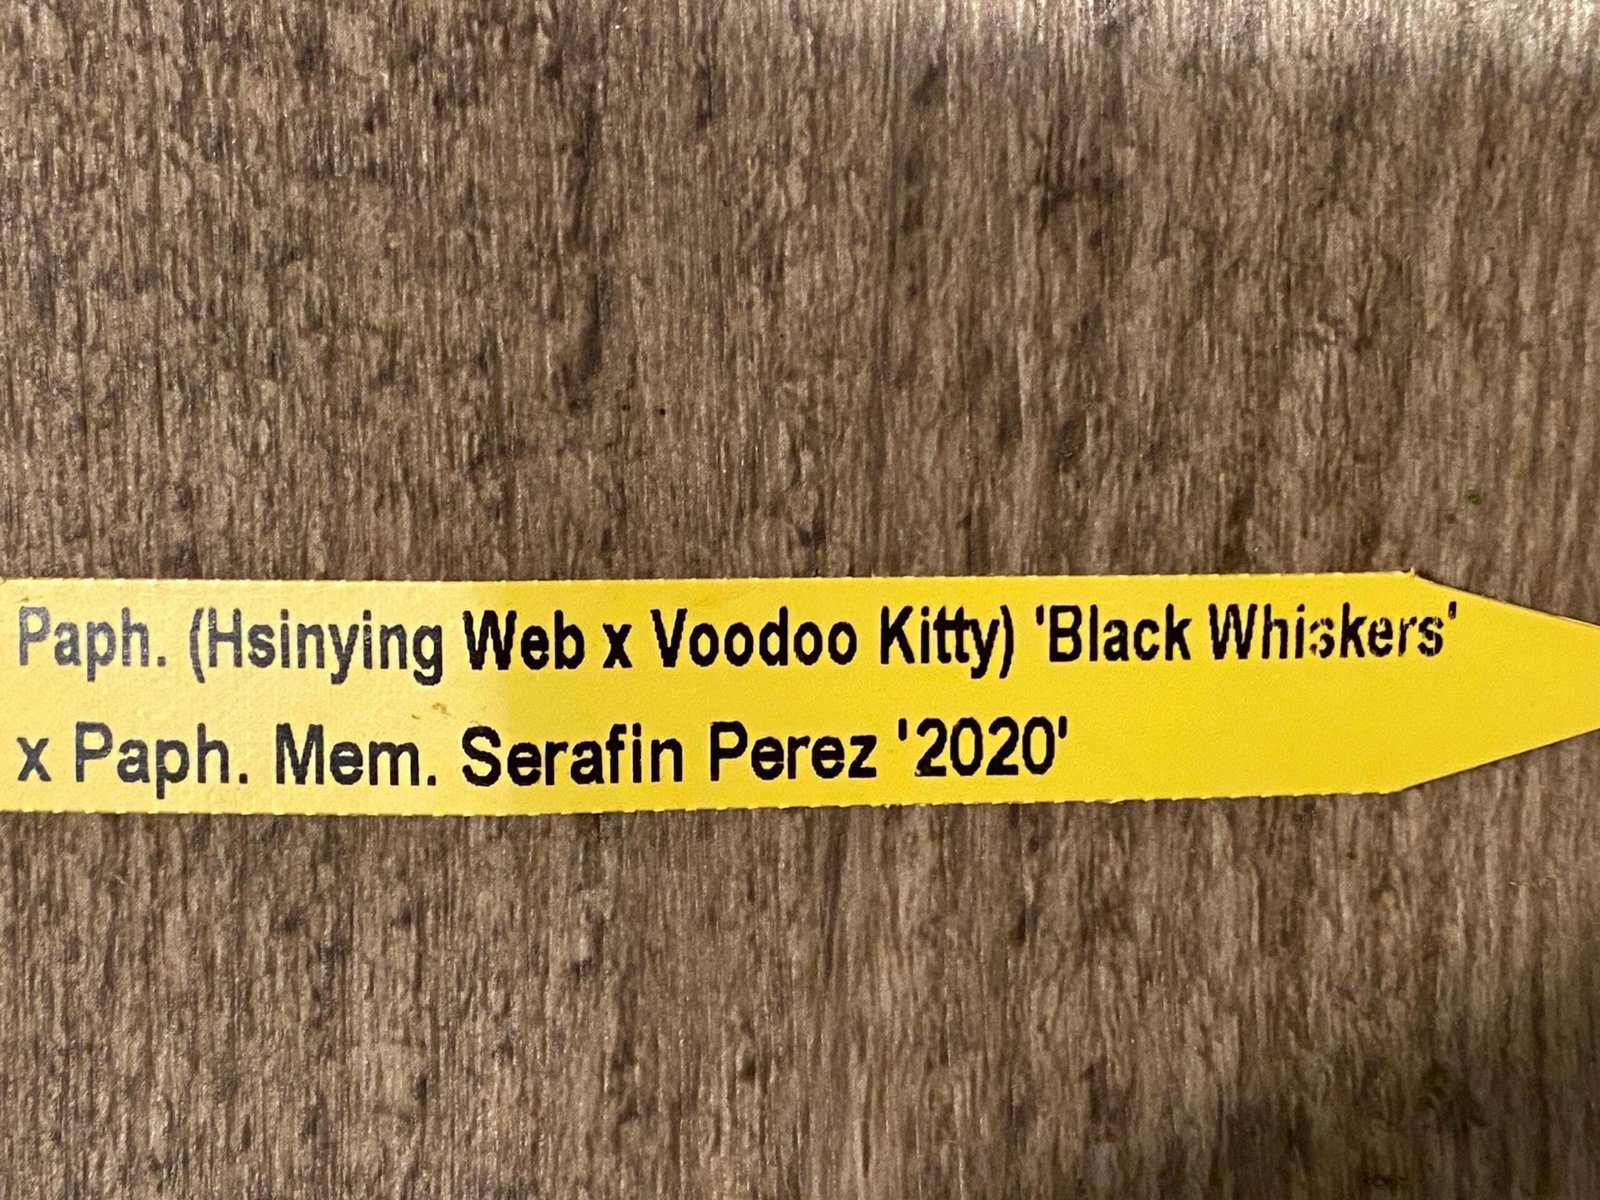 Paph. (Hsinying Web x Voodoo Kitty) 'Black Whiskers'
x Paph. Mem. Serafin Perez '2020'